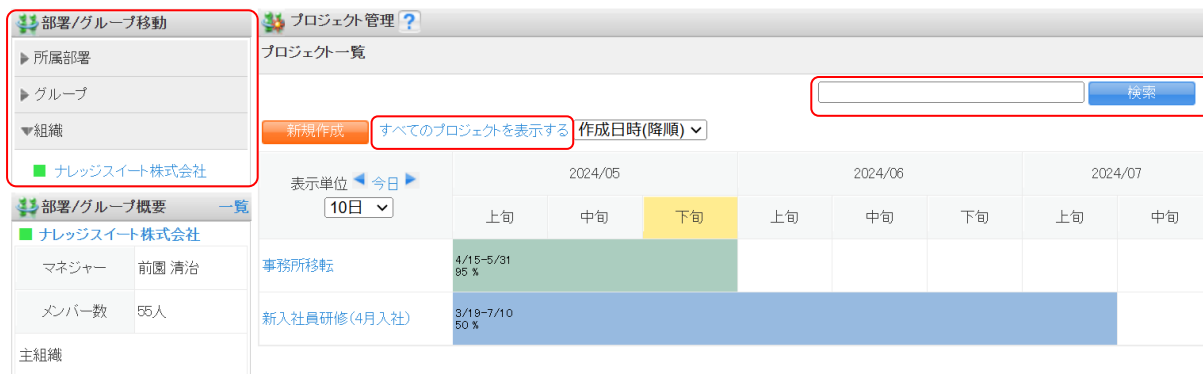 部署/グループ移動
所属部署
グループ
組織
ナレッジスイート株式会社
部署/グループ概要 一覧
ナレッジスイート株式会社
マネジャー 前園 清治
メンバー数 55人
主組織
プロジェクト管理 ?
プロジェクト一覧
検索
新規作成 すべてのプロジェクトを表示する 作成日時(降順)
表示単位 今日 2024/05 2024/06 2024/07
10日 上旬 中旬 下旬 上旬 中旬 下旬 上旬 中旬
事務所移転 4/15-5/31
95 %
新入社員研修(4月入社) 3/19-7/10
50 %